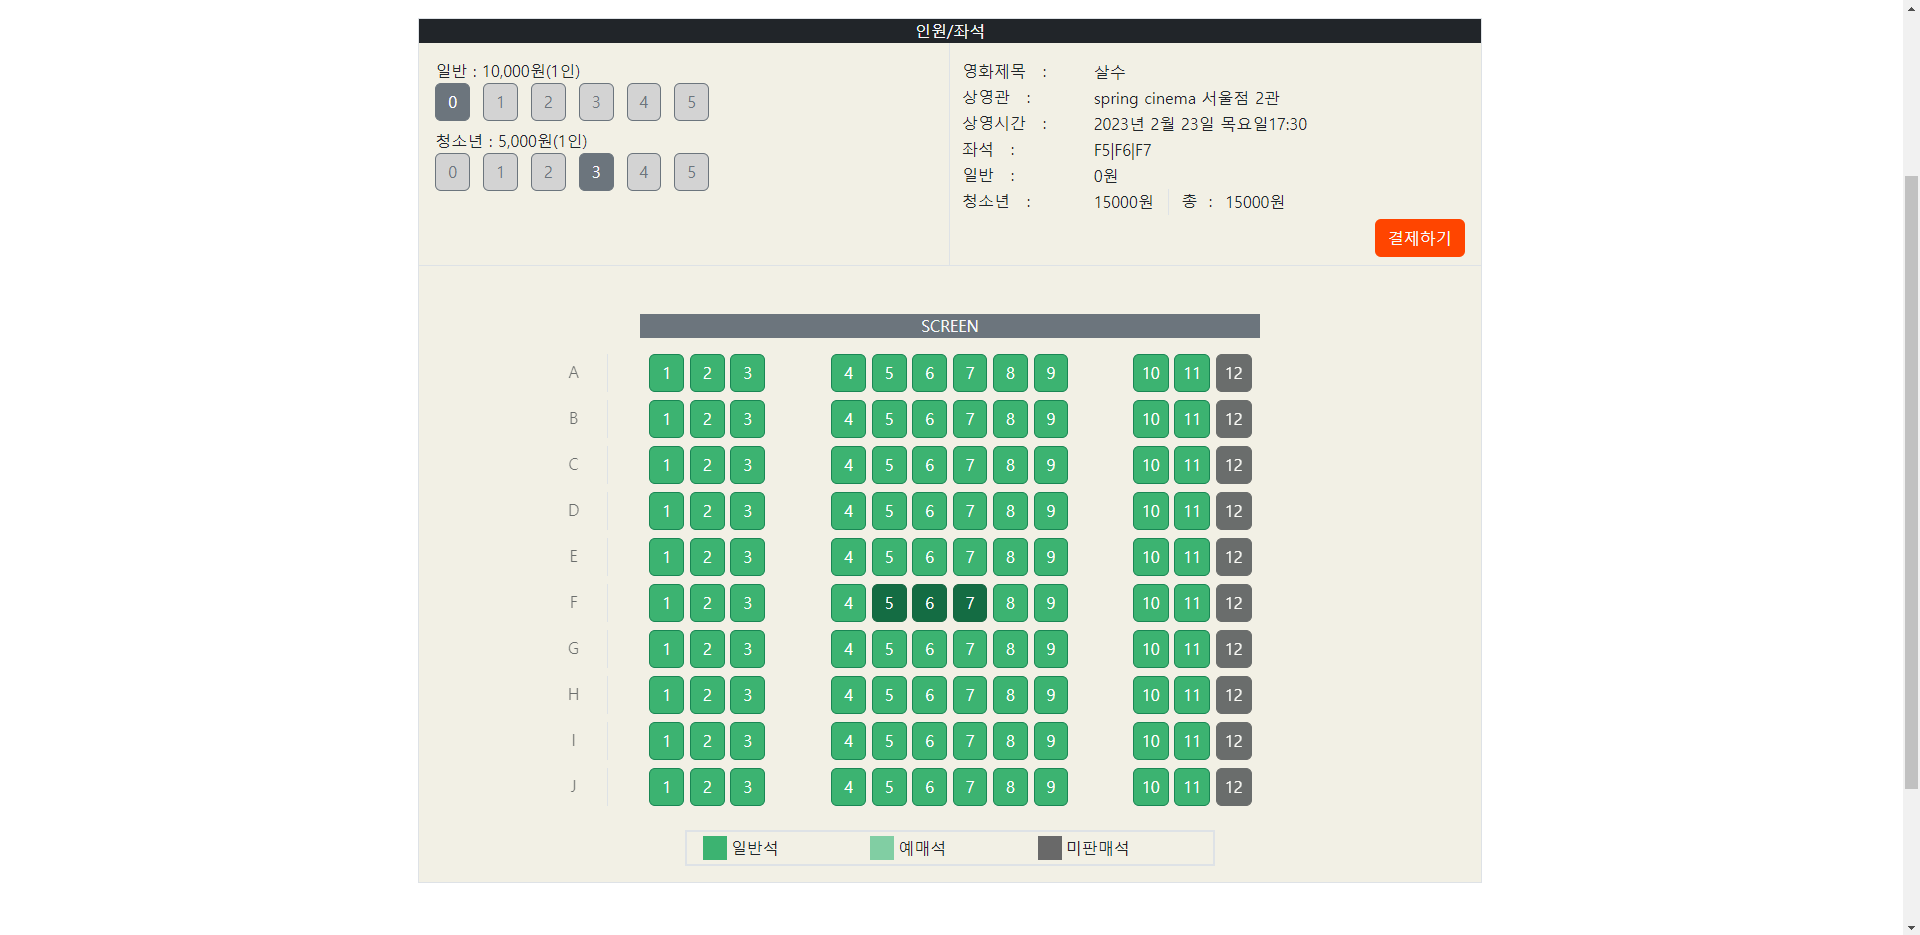 인원/좌석
일반 : 10,000원(1인)
0 1 2 3 4 5
청소년 : 5,000원(1인)
0 1 2 3 4 5
영화제목 : 살수
상영관 : spring cinema 서울점 2관
상영시간 : 2023년 2월 23일 목요일17:30
좌석 : F5|F6|F7
일반 : 0원
청소년 : 15000원 총 : 15000원
결제하기
SCREEN
A 1 2 3 4 5 6 7 8 9 10 11 12
B 1 2 3 4 5 6 7 8 9 10 11 12
C 1 2 3 4 5 6 7 8 9 10 11 12
D 1 2 3 4 5 6 7 8 9 10 11 12
E 1 2 3 4 5 6 7 8 9 10 11 12
F 1 2 3 4 5 6 7 8 9 10 11 12
G 1 2 3 4 5 6 7 8 9 10 11 12
H 1 2 3 4 5 6 7 8 9 10 11 12
I 1 2 3 4 5 6 7 8 9 10 11 12
J 1 2 3 4 5 6 7 8 9 10 11 12
일반석 예매석 미판매석